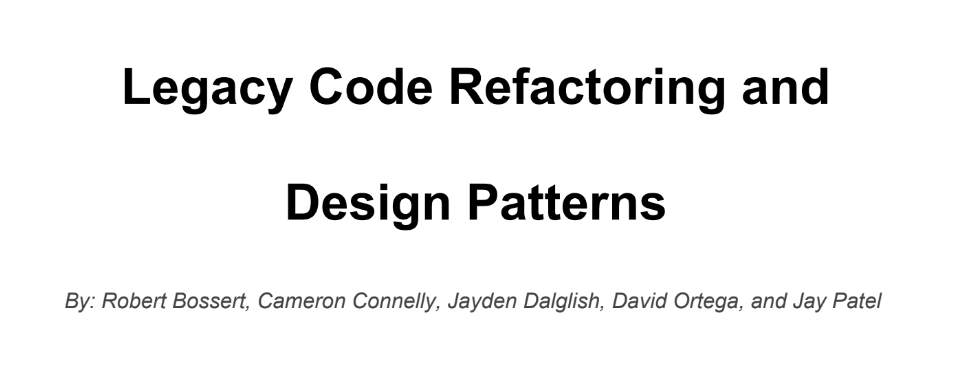 Legacy Code Refactoring and
Design Patterns
By: Robert Bossert, Cameron Connelly, Jayden Dalglish, David Ortega, and Jay Patel